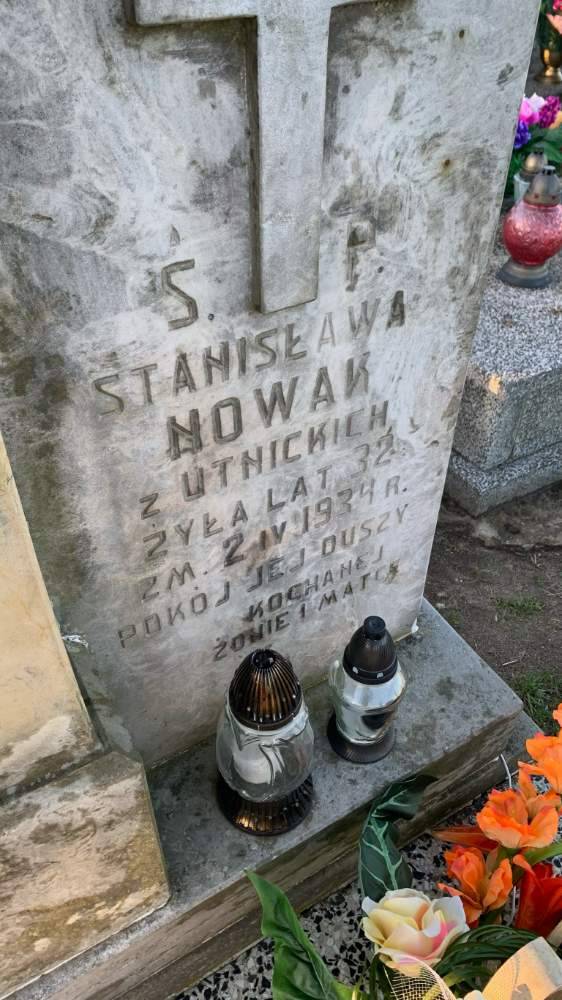 Ś. P.
STANISŁAWA
NOWAK
Z UTNICKICH
ŻYŁA LAT 32
ZM. 2 IV 1934 R.
POKÓJ JEJ DUSZY
KOCHANEJ
ŻONIE I MATCE